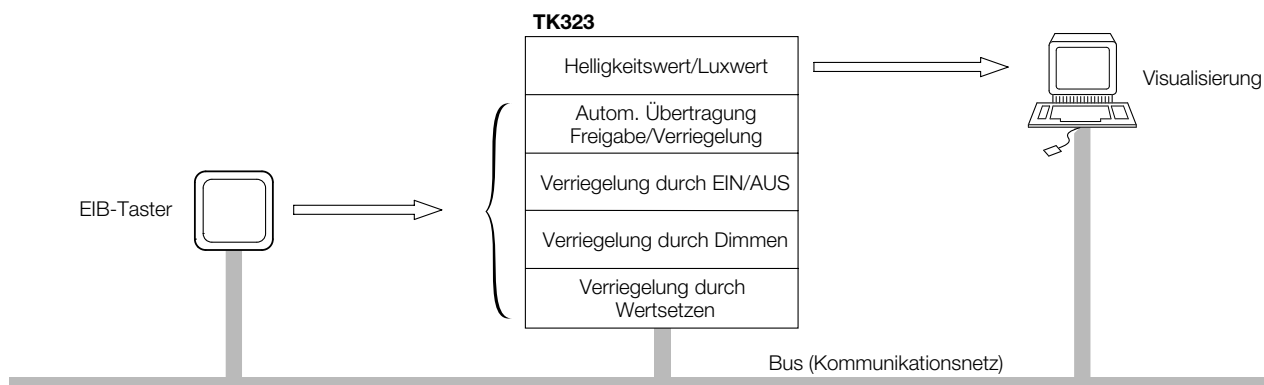 TK323
Helligkeitswert/Luxwert
Visualisierung
Autom. Übertragung
Freigabe/Verriegelung
Verriegelung durch EIN/AUS
EIB-Taster
Verriegelung durch Dimmen
Verriegelung durch
Wertsetzen
Bus (Kommunikationsnetz)